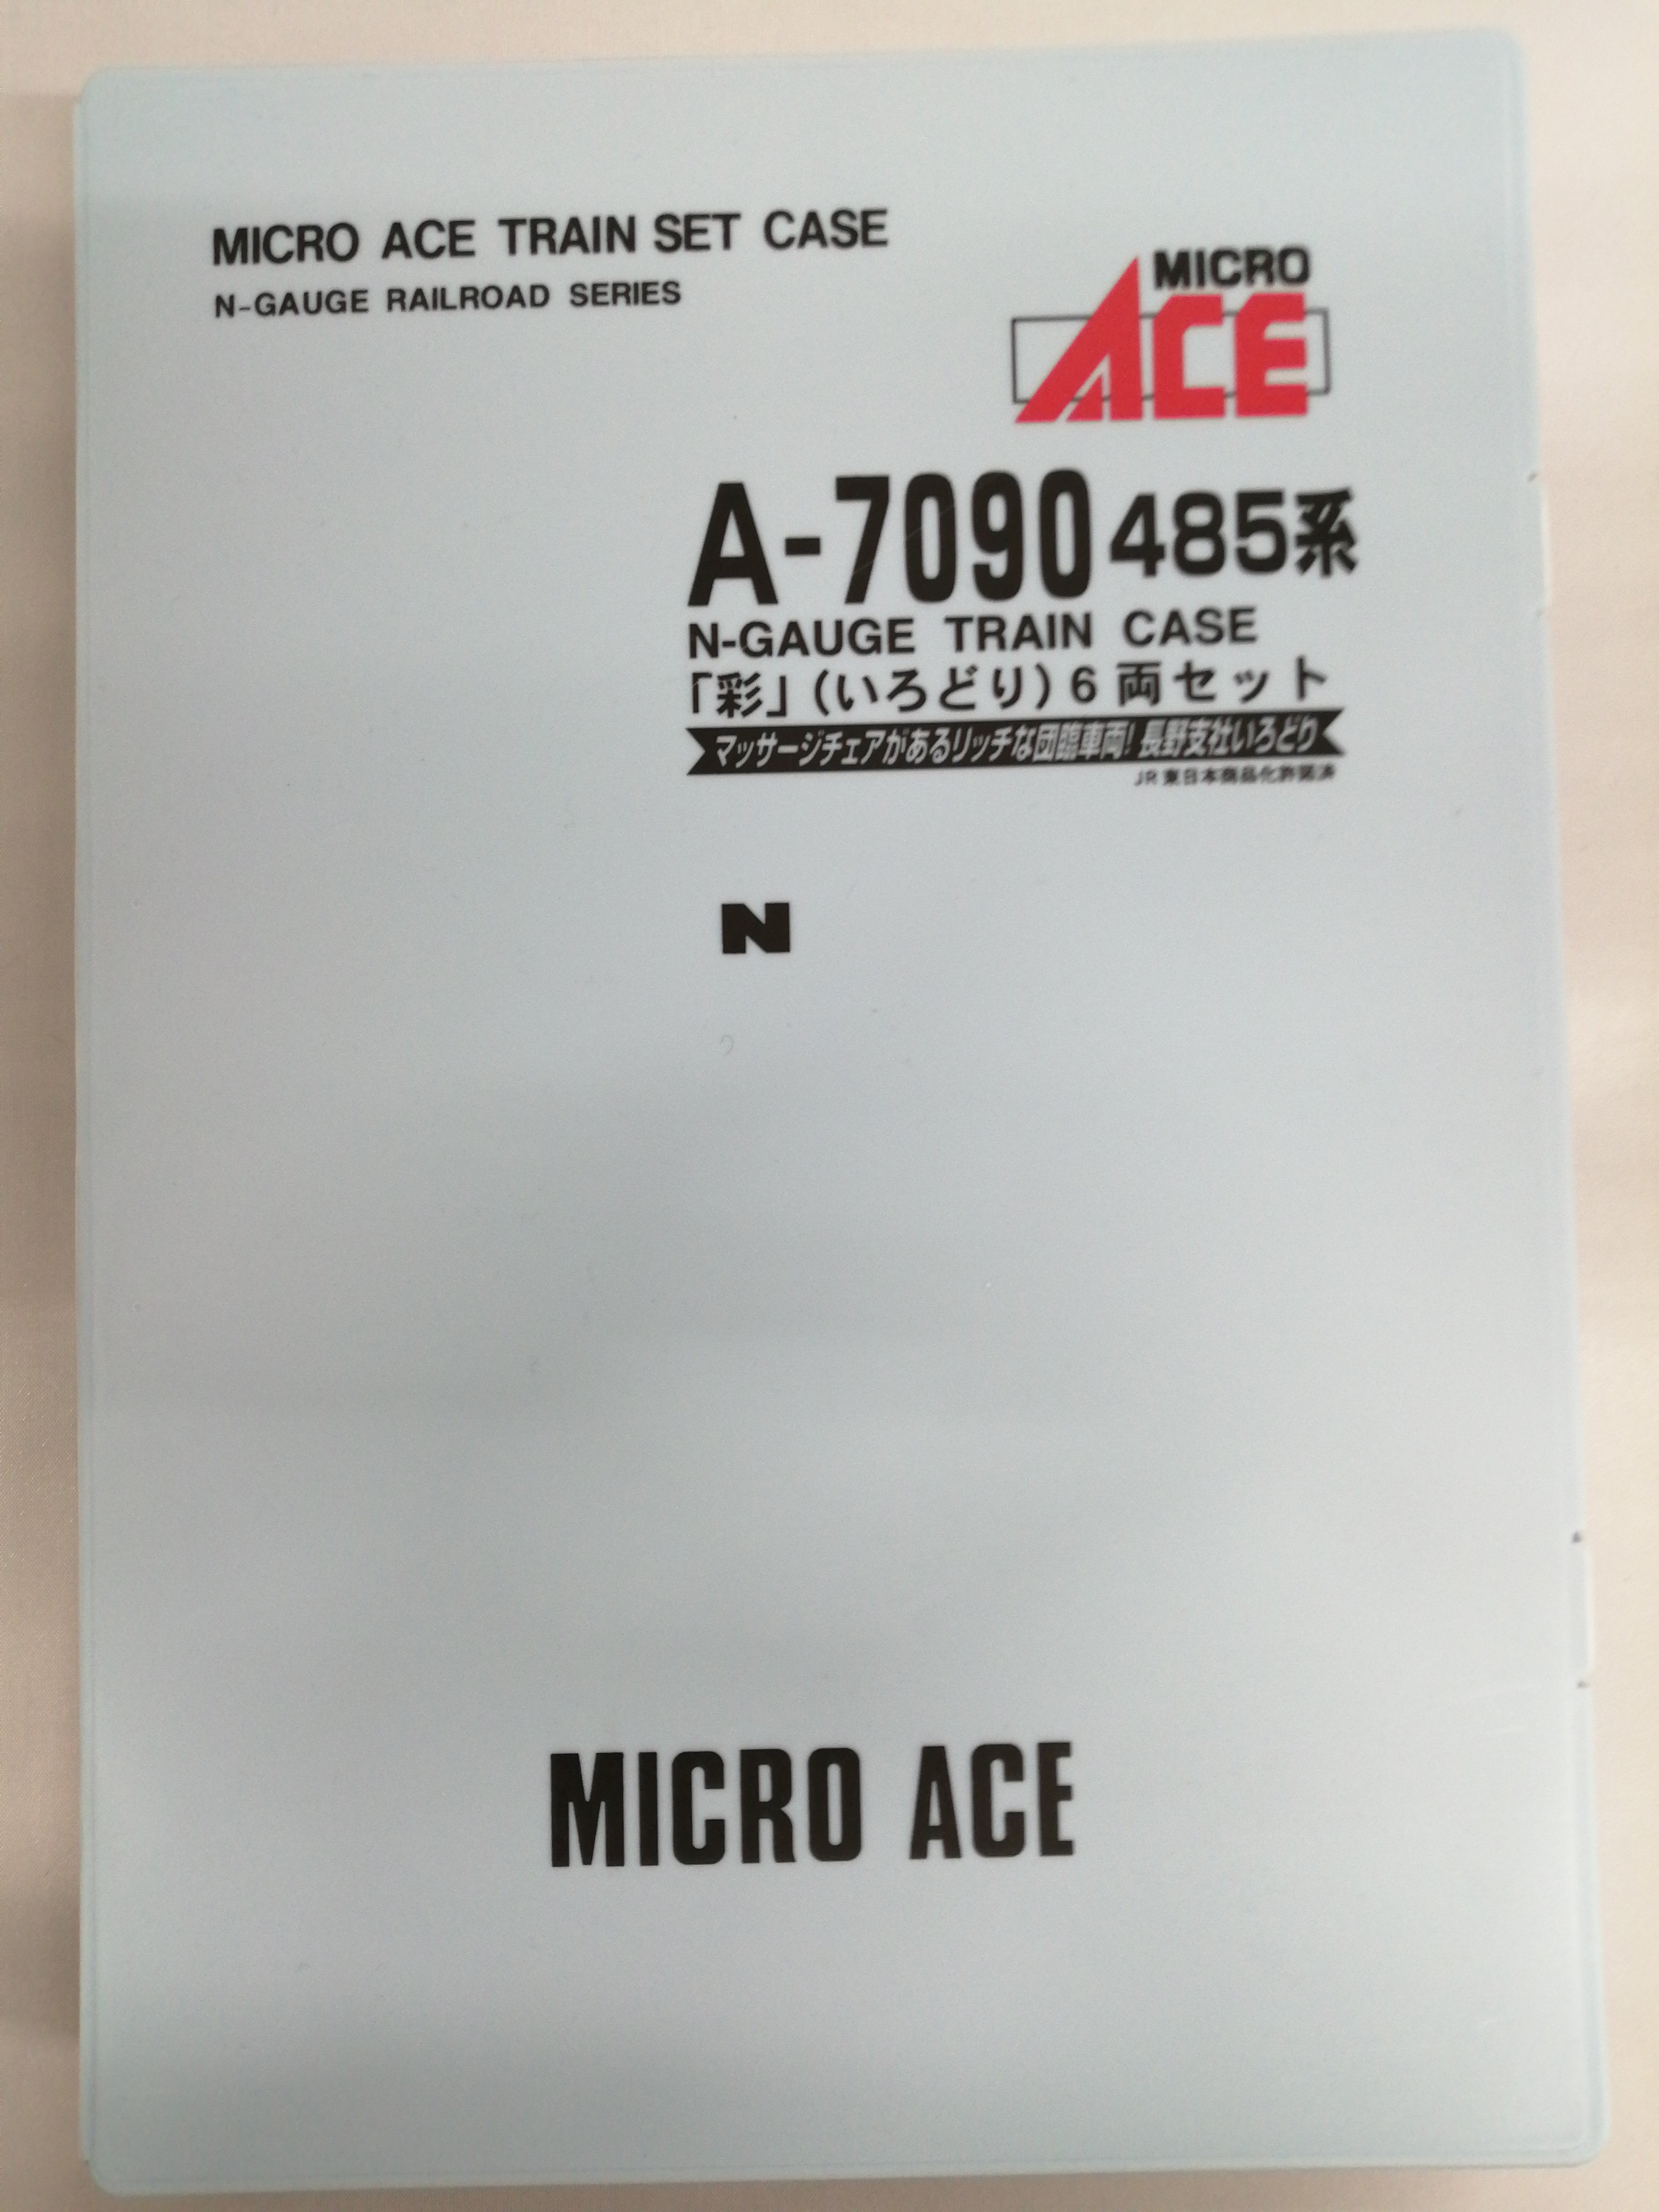 MICRO ACE TRAIN SET CASE
N-GAUGE RAILROAD SERIES
MICRO
ACE
A-7090 485系
N-GAUGE TRAIN CASE
「彩」(いろどり)6両セット
マッサージチェアがあるリッチな団臨車両!長野支社いろどり
JR東日本商品化許諾済
N
MICRO ACE